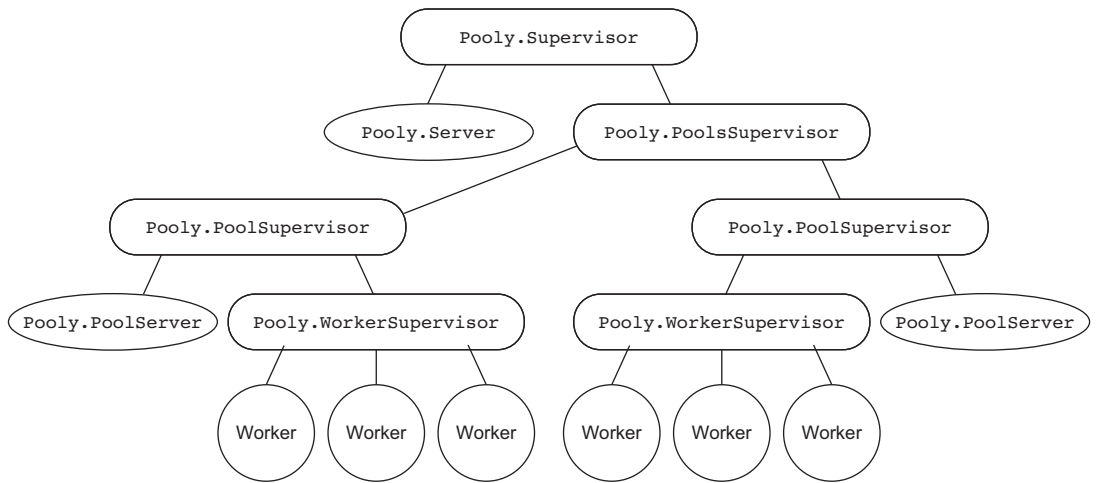 Pooly.Supervisor
Pooly.Server
Pooly.PoolsSupervisor
Pooly.PoolSupervisor
Pooly.PoolSupervisor
Pooly.PoolServer
Pooly.WorkerSupervisor
Pooly.WorkerSupervisor
Pooly.PoolServer
Worker
Worker
Worker
Worker
Worker
Worker